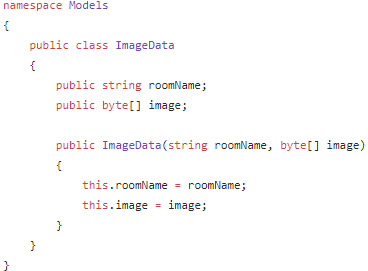 namespace Models
{
    public class ImageData
    {
        public string roomName;
        public byte[] image;

        public ImageData(string roomName, byte[] image)
        {
            this.roomName = roomName;
            this.image = image;
        }
    }
}